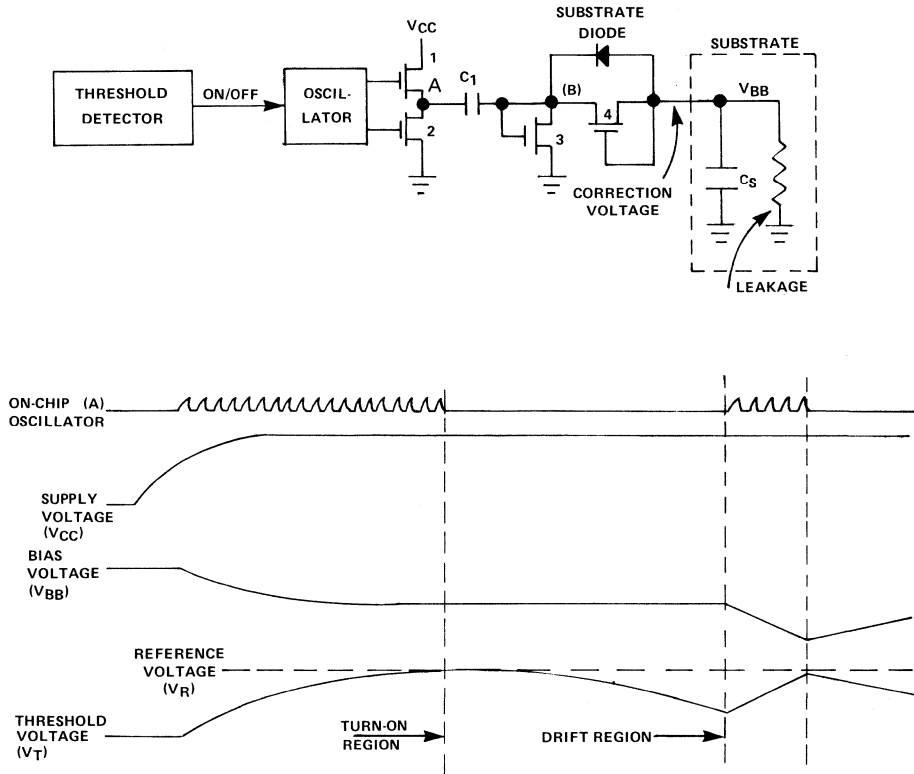 SUBSTRATE
DIODE
VCC
1
SUBSTRATE
C1
A
(B)
VBB
THRESHOLD
DETECTOR
ON/OFF
OSCIL-
LATOR
2
3
4
CS
CORRECTION
VOLTAGE
LEAKAGE
ON-CHIP (A)
OSCILLATOR
SUPPLY
VOLTAGE
(VCC)
BIAS
VOLTAGE
(VBB)
REFERENCE
VOLTAGE
(VR)
THRESHOLD
VOLTAGE
(VT)
TURN-ON
REGION
DRIFT REGION